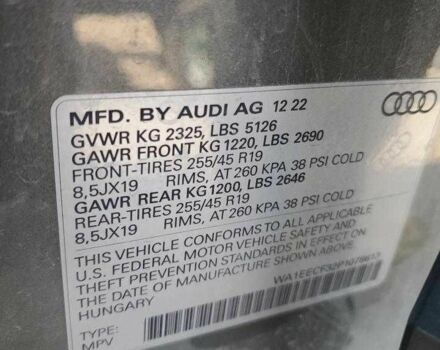 MFD. BY AUDI AG 12 22
GVWR KG 2325, LBS 5126
GAWR FRONT KG 1220, LBS 2690
FRONT-TIRES 255/45 R19
8,5JX19 RIMS, AT 260 KPA 38 PSI COLD
GAWR REAR KG 1200, LBS 2646
REAR-TIRES 255/45 R19
8,5JX19 RIMS, AT 260 KPA 38 PSI COLD
THIS VEHICLE CONFORMS TO ALL APPLICABLE
U.S. FEDERAL MOTOR VEHICLE SAFETY AND
THEFT PREVENTION STANDARDS IN EFFECT ON
THE DATE OF MANUFACTURE SHOWN ABOVE.
HUNGARY
TYPE:
MPV